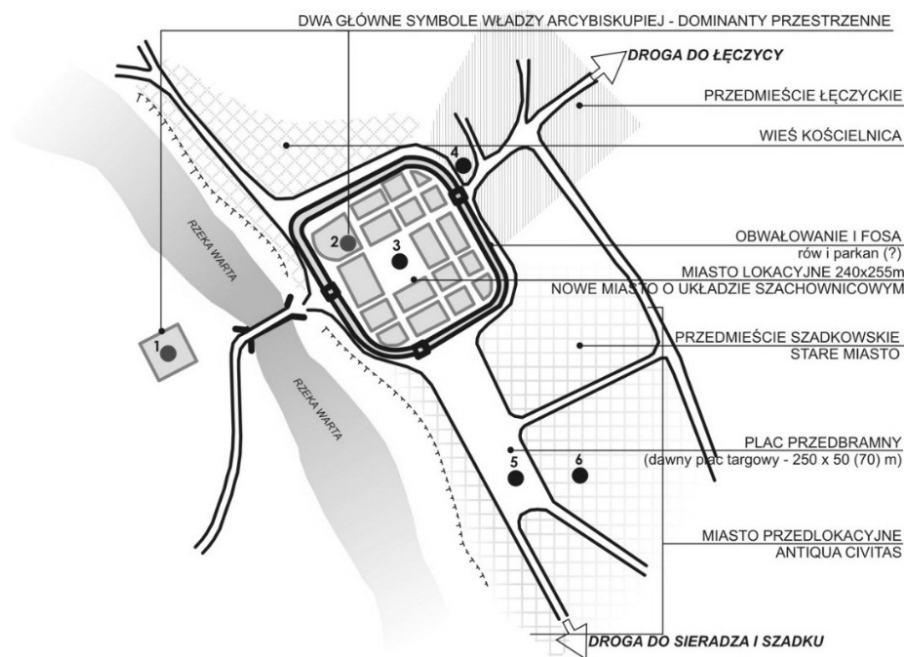 DWA GŁÓWNE SYMBOLE WŁADZY ARCYBISKUPIEJ - DOMINANTY PRZESTRZENNE
DROGA DO ŁĘCZYCY
PRZEDMIEŚCIE ŁĘCZYCKIE
WIEŚ KOŚCIELNICA
4
RZEKA WARTA
2
3
OBWAŁOWANIE I FOSA
rów i parkan (?)
MIASTO LOKACYJNE 240x255m
NOWE MIASTO O UKŁADZIE SZACHOWNICOWYM
1
PRZEDMIEŚCIE SZADKOWSKIE
STARE MIASTO
RZEKA WARTA
PLAC PRZEDBRAMNY
(dawny plac targowy - 250 x 50 (70) m)
5
6
MIASTO PRZEDLOKACYJNE
ANTIQUA CIVITAS
DROGA DO SIERADZA I SZADKU